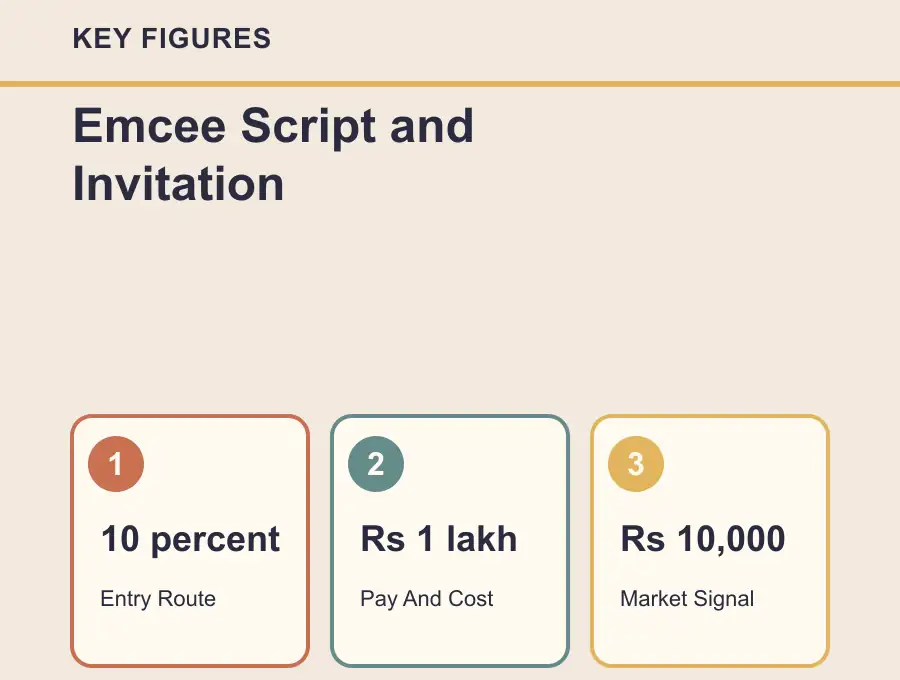 KEY FIGURES
Emcee Script and
Invitation
1
10 percent
Entry Route
2
Rs 1 lakh
Pay And Cost
3
Rs 10,000
Market Signal